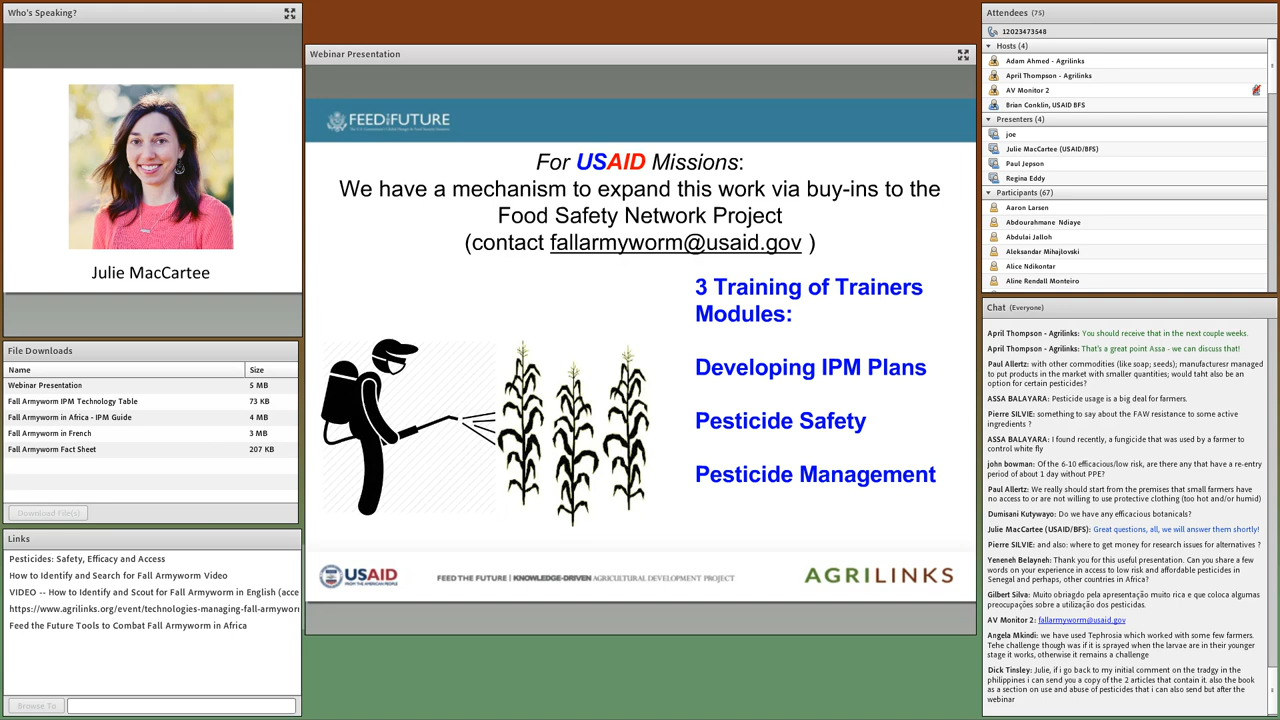 Who's Speaking?
Julie MacCartee
File Downloads
Name Size
Webinar Presentation 5 MB
Fall Armyworm IPM Technology Table 73 KB
Fall Armyworm in Africa - IPM Guide 4 MB
Fall Armyworm in French 3 MB
Fall Armyworm Fact Sheet 207 KB
Download File(s)
Links
Pesticides: Safety, Efficacy and Access
How to Identify and Search for Fall Armyworm Video
VIDEO -- How to Identify and Scout for Fall Armyworm in English (acce
https://www.agrilinks.org/event/technologies-managing-fall-armyworn
Feed the Future Tools to Combat Fall Armyworm in Africa
Browse To
Webinar Presentation
FEED THE FUTURE
The U.S. Government's Global Hunger & Food Security Initiative
For USAID Missions:
We have a mechanism to expand this work via buy-ins to the
Food Safety Network Project
(contact fallarmyworm@usaid.gov )
3 Training of Trainers
Modules:
Developing IPM Plans
Pesticide Safety
Pesticide Management
USAID
FROM THE AMERICAN PEOPLE
FEED THE FUTURE | KNOWLEDGE-DRIVEN AGRICULTURAL DEVELOPMENT PROJECT
AGRILINKS
Attendees (75)
12023473548
Hosts (4)
Adam Ahmed - Agrilinks
April Thompson - Agrilinks
AV Monitor 2
Brian Conklin, USAID BFS
Presenters (4)
joe
Julie MacCartee (USAID/BFS)
Paul Jepson
Regina Eddy
Participants (67)
Aaron Larsen
Abdourahmane Ndiaye
Abdulai Jalloh
Aleksandar Mihajlovski
Alice Ndikontar
Aline Rendall Monteiro
Chat (Everyone)
April Thompson - Agrilinks: You should receive that in the next couple weeks.
April Thompson - Agrilinks: That's a great point Assa - we can discuss that!
Paul Allertz: with other commodities (like soap; seeds); manufacturesr managed
to put products in the market with smaller quantities; would taht also be an
option for certain pesticides?
ASSA BALAYARA: Pesticide usage is a big deal for farmers.
Pierre SILVIE: something to say about the FAW resistance to some active
ingredients ?
ASSA BALAYARA: I found recently, a fungicide that was used by a farmer to
control white fly
john bowman: Of the 6-10 efficacious/low risk, are there any that have a re-entry
period of about 1 day without PPE?
Paul Allertz: We really should start from the premises that small farmers have
no access to or are not willing to use protective clothing (too hot and/or humid)
Dumisani Kutywayo: Do we have any efficacious botanicals?
Julie MacCartee (USAID/BFS): Great questions, all, we will answer them shortly!
Pierre SILVIE: and also: where to get money for research issues for alternatives ?
Yeneneh Belayneh: Thank you for this useful presentation. Can you share a few
words on your experience in access to low risk and affordable pesticides in
Senegal and perhaps, other countries in Africa?
Gilbert Silva: Muito obriagdo pela apresentação muito rica e que coloca algumas
preocupações sobre a utilização dos pesticidas.
AV Monitor 2: fallarmyworm@usaid.gov
Angela Mkindi: we have used Tephrosia which worked with some few farmers.
Tehe challenge though was if it is sprayed when the larvae are in their younger
stage it works, otherwise it remains a challenge
Dick Tinsley: Julie, if i go back to my initial comment on the tradgy in the
philippines i can send you a copy of the 2 articles that contain it. also the book
as a section on use and abuse of pesticides that i can also send but after the
webinar